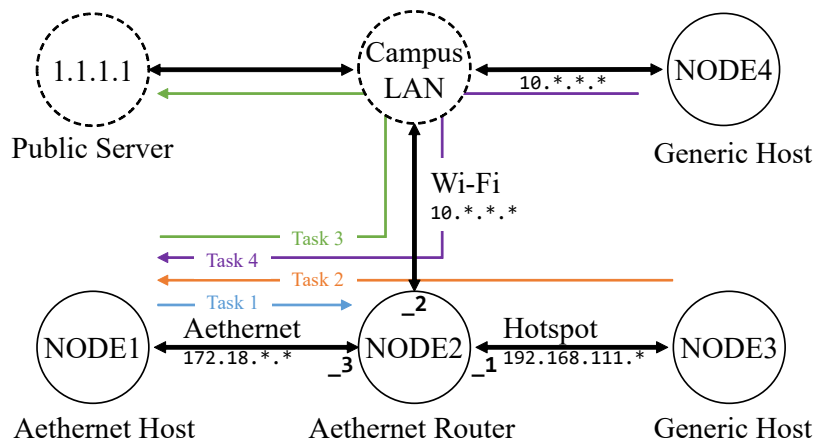 1.1.1.1
Public Server
Campus
LAN
10.*.*.*
NODE4
Generic Host
Wi-Fi
10.*.*.*
Task 3
Task 4
Task 2
Task 1
NODE1
Aethernet
172.18.*.*
Aethernet Host
_2
_3
NODE2
_1
Aethernet Router
Hotspot
192.168.111.*
NODE3
Generic Host